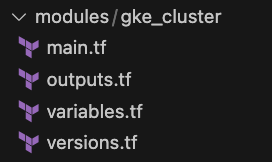 modules/gke_cluster
main.tf
outputs.tf
variables.tf
versions.tf